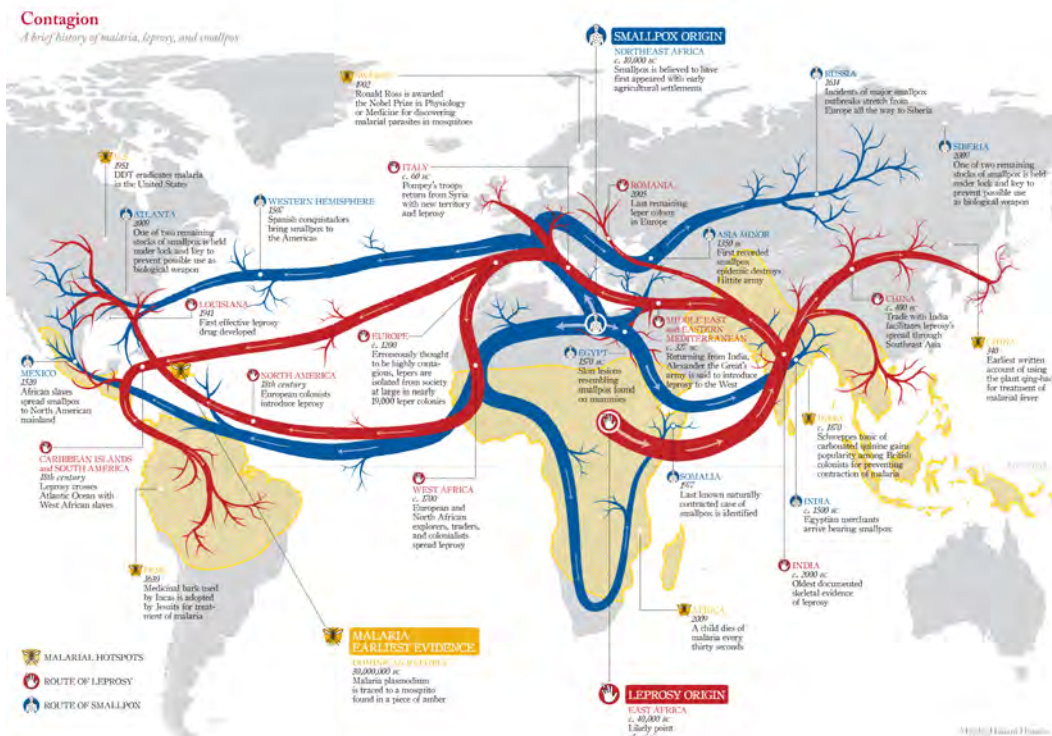 Contagion
A brief history of malaria, leprosy, and smallpox
SMALLPOX ORIGIN
NORTHEAST AFRICA
c. 10,000 BC
Smallpox is believed to have
first appeared with early
agricultural settlements
1902
Ronald Ross is awarded
the Nobel Prize in Physiology
or Medicine for discovering
malarial parasites in mosquitoes
RUSSIA
1614
Incidents of major smallpox
outbreaks stretch from
Europe all the way to Siberia
SIBERIA
2009
One of two remaining
stocks of smallpox is held
under lock and key to
prevent possible use
as biological weapon
U.S.
1951
DDT eradicates malaria
in the United States
ITALY
c. 60 BC
Pompey's troops
return from Syria
with new territory
and leprosy
ROMANIA
2005
Last remaining
leper colony
in Europe
ATLANTA
2009
One of two remaining
stocks of smallpox is held
under lock and key to
prevent possible use as
biological weapon
WESTERN HEMISPHERE
1507
Spanish conquistadors
bring smallpox to
the Americas
ASIA MINOR
1350 BC
First recorded
smallpox
epidemic destroys
Hittite army
LOUISIANA
1941
First effective leprosy
drug developed
CHINA
c. 400 BC
Trade with India
facilitates leprosy's
spread through
Southeast Asia
CHINA
340
Earliest written
account of using
the plant qing-hao
for treatment of
malarial fever
EUROPE
c. 1200
Erroneously thought
to be highly conta-
gious, lepers are
isolated from society
at large in nearly
19,000 leper colonies
MIDDLE EAST
and EASTERN
MEDITERRANEAN
c. 327 BC
Returning from India,
Alexander the Great's
army is said to introduce
leprosy to the West
EGYPT
1570 BC
Skin lesions
resembling
smallpox found
on mummies
MEXICO
1520
African slaves
spread smallpox
to North American
mainland
NORTH AMERICA
18th century
European colonists
introduce leprosy
INDIA
c. 1870
Schweppes tonic of
carbonated quinine gains
popularity among British
colonists for preventing
contraction of malaria
CARIBBEAN ISLANDS
and SOUTH AMERICA
18th century
Leprosy crosses
Atlantic Ocean with
West African slaves
WEST AFRICA
c. 1700
European and
North African
explorers, traders,
and colonialists
spread leprosy
SOMALIA
1977
Last known naturally
contracted case of
smallpox is identified
INDIA
c. 1500 BC
Egyptian merchants
arrive bearing smallpox
INDIA
c. 2000 BC
Oldest documented
skeletal evidence
of leprosy
PERU
1630
Medicinal bark used
by Incas is adopted
by Jesuits for treat-
ment of malaria
AFRICA
2009
A child dies of
malaria every
thirty seconds
MALARIA
EARLIEST EVIDENCE
DOMINICAN REPUBLIC
30,000,000 BC
Malaria plasmodium
is traced to a mosquito
found in a piece of amber
MALARIAL HOTSPOTS
ROUTE OF LEPROSY
ROUTE OF SMALLPOX
LEPROSY ORIGIN
EAST AFRICA
c. 40,000 BC
Likely point